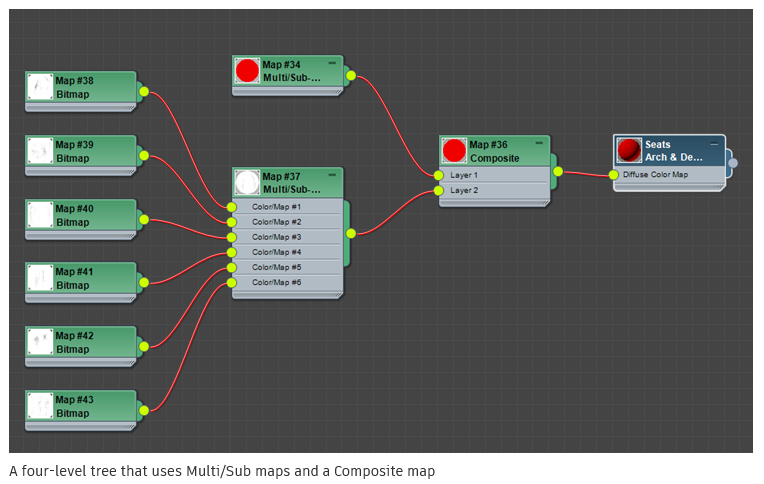 Map #38
Bitmap
Map #39
Bitmap
Map #40
Bitmap
Map #41
Bitmap
Map #42
Bitmap
Map #43
Bitmap
Map #34
Multi/Sub-...
Map #37
Multi/Sub-...
Color/Map #1
Color/Map #2
Color/Map #3
Color/Map #4
Color/Map #5
Color/Map #6
Map #36
Composite
Layer 1
Layer 2
Seats
Arch & De...
Diffuse Color Map
A four-level tree that uses Multi/Sub maps and a Composite map